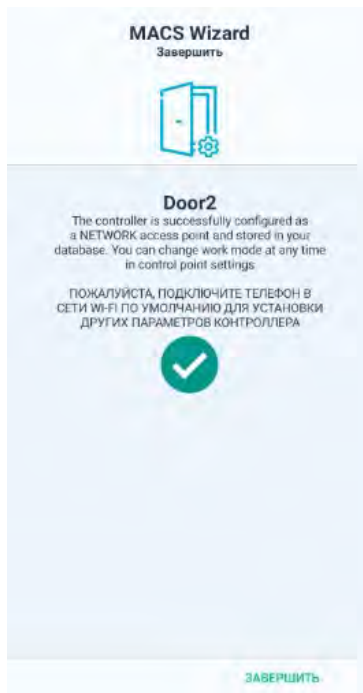 MACS Wizard
Завершить
Door2
The controller is successfully configured as
a NETWORK access point and stored in your
database. You can change work mode at any time
in control point settings
ПОЖАЛУЙСТА, ПОДКЛЮЧИТЕ ТЕЛЕФОН В
СЕТИ WI-FI ПО УМОЛЧАНИЮ ДЛЯ УСТАНОВКИ
ДРУГИХ ПАРАМЕТРОВ КОНТРОЛЛЕРА
ЗАВЕРШИТЬ